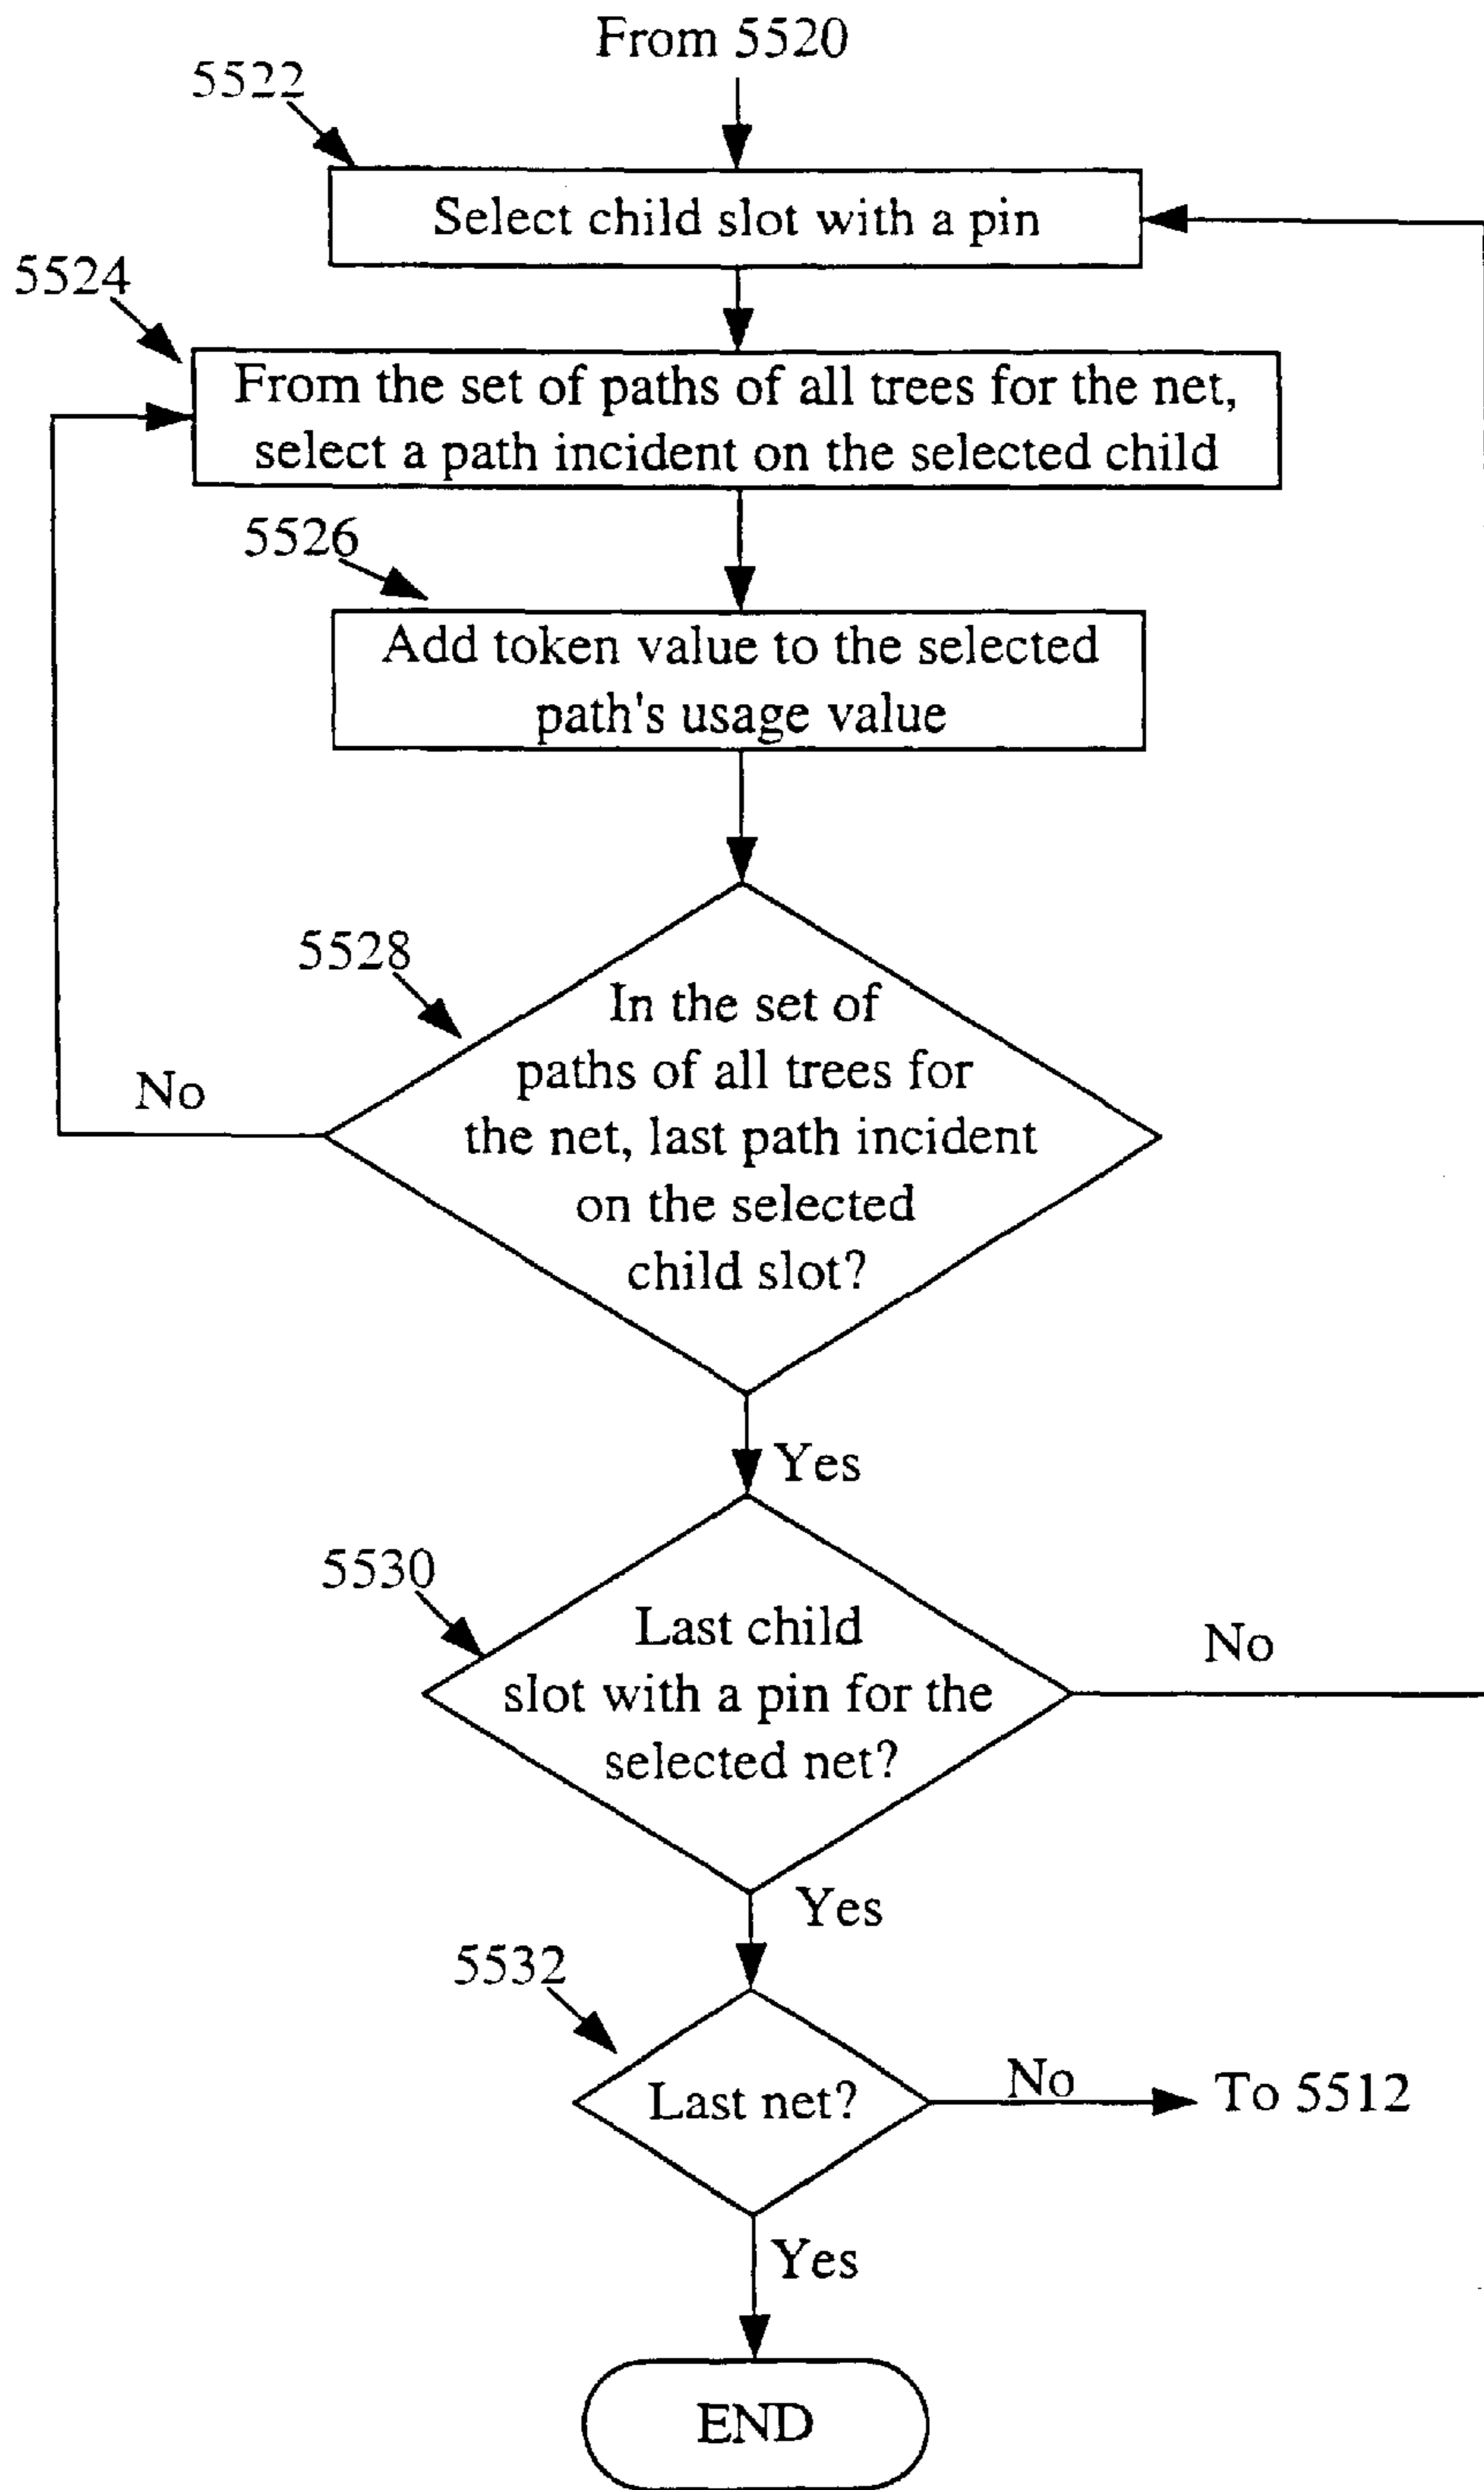 From 5520
5522
Select child slot with a pin
5524
From the set of paths of all trees for the net,
select a path incident on the selected child
5526
Add token value to the selected
path's usage value
5528
In the set of
paths of all trees for
the net, last path incident
on the selected
child slot?
No
Yes
5530
Last child
slot with a pin for the
selected net?
No
Yes
5532
Last net?
No
To 5512
Yes
END